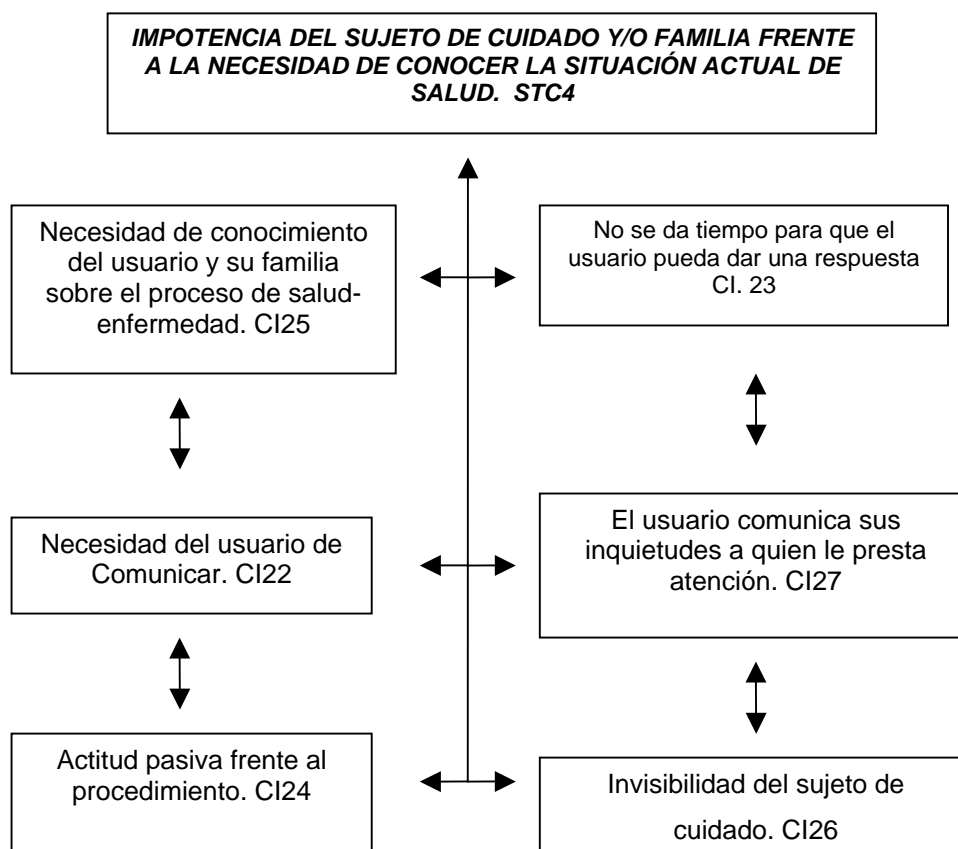 IMPOTENCIA DEL SUJETO DE CUIDADO Y/O FAMILIA FRENTE
A LA NECESIDAD DE CONOCER LA SITUACIÓN ACTUAL DE
SALUD. STC4
Necesidad de conocimiento
del usuario y su familia
sobre el proceso de salud-
enfermedad. CI25
No se da tiempo para que el
usuario pueda dar una respuesta
CI. 23
Necesidad del usuario de
Comunicar. CI22
El usuario comunica sus
inquietudes a quien le presta
atención. CI27
Actitud pasiva frente al
procedimiento. CI24
Invisibilidad del sujeto de
cuidado. CI26